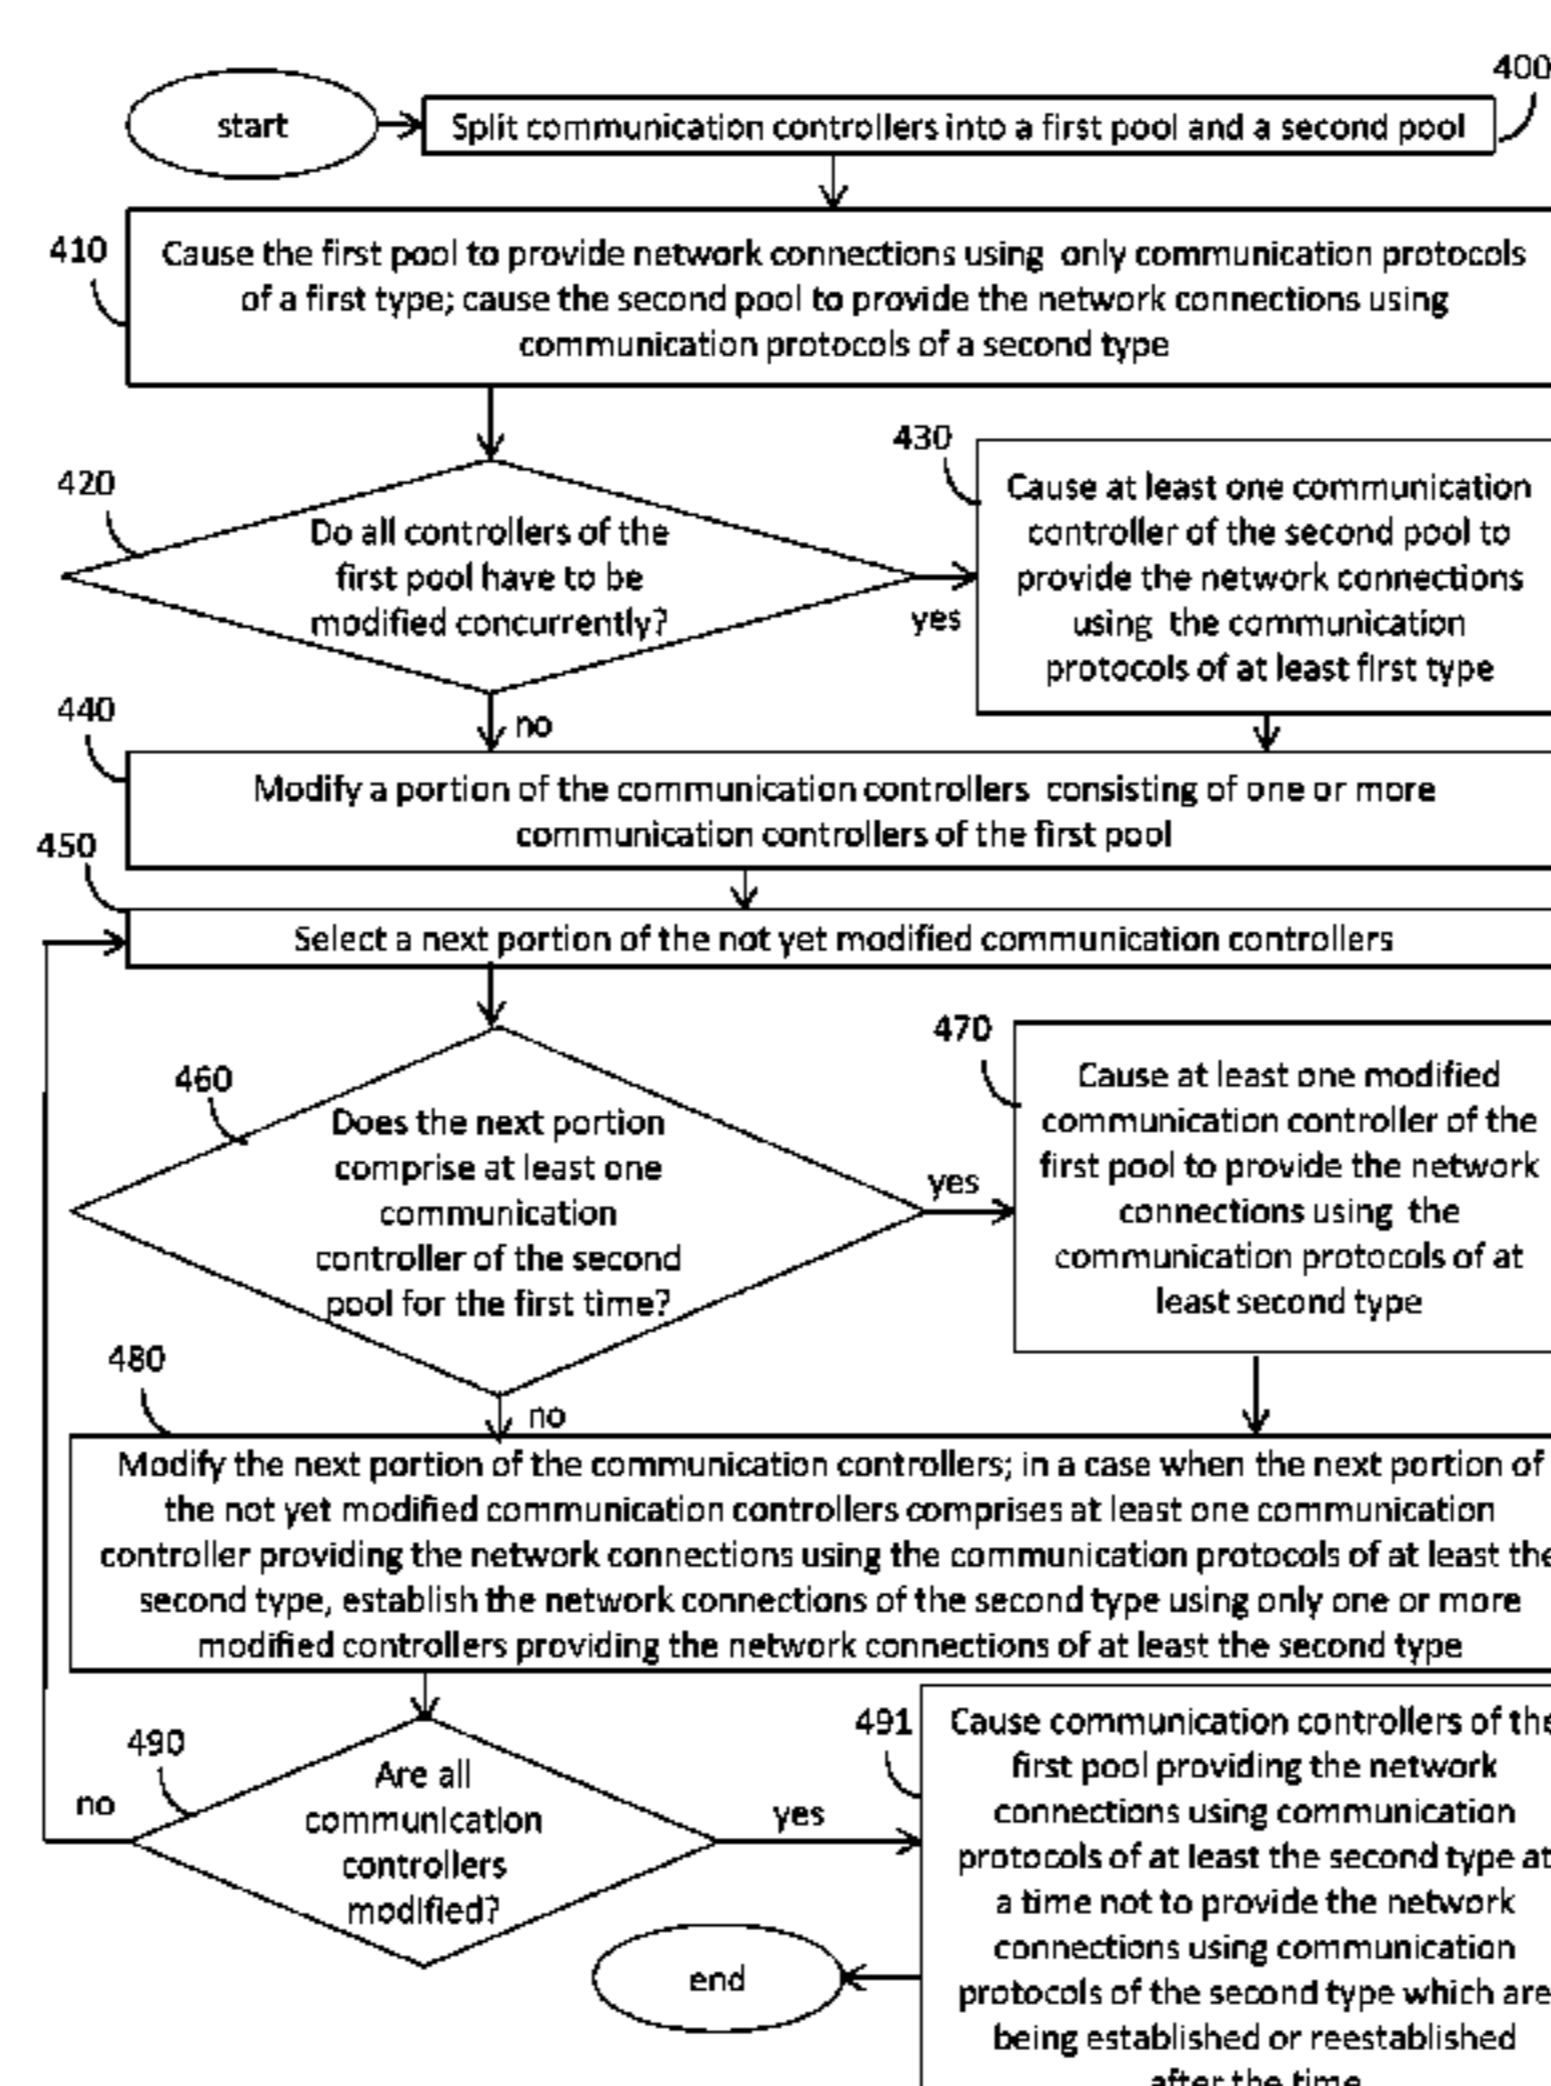 400
start
Split communication controllers into a first pool and a second pool
410
Cause the first pool to provide network connections using only communication protocols
of a first type; cause the second pool to provide the network connections using
communication protocols of a second type
420
Do all controllers of the
first pool have to be
modified concurrently?
yes
no
430
Cause at least one communication
controller of the second pool to
provide the network connections
using the communication
protocols of at least first type
440
Modify a portion of the communication controllers consisting of one or more
communication controllers of the first pool
450
Select a next portion of the not yet modified communication controllers
460
Does the next portion
comprise at least one
communication
controller of the second
pool for the first time?
yes
no
470
Cause at least one modified
communication controller of the
first pool to provide the network
connections using the
communication protocols of at
least second type
480
Modify the next portion of the communication controllers; in a case when the next portion of
the not yet modified communication controllers comprises at least one communication
controller providing the network connections using the communication protocols of at least the
second type, establish the network connections of the second type using only one or more
modified controllers providing the network connections of at least the second type
490
Are all
communication
controllers
modified?
no
yes
491
Cause communication controllers of the
first pool providing the network
connections using communication
protocols of at least the second type at
a time not to provide the network
connections using communication
protocols of the second type which are
being established or reestablished
after the time
end